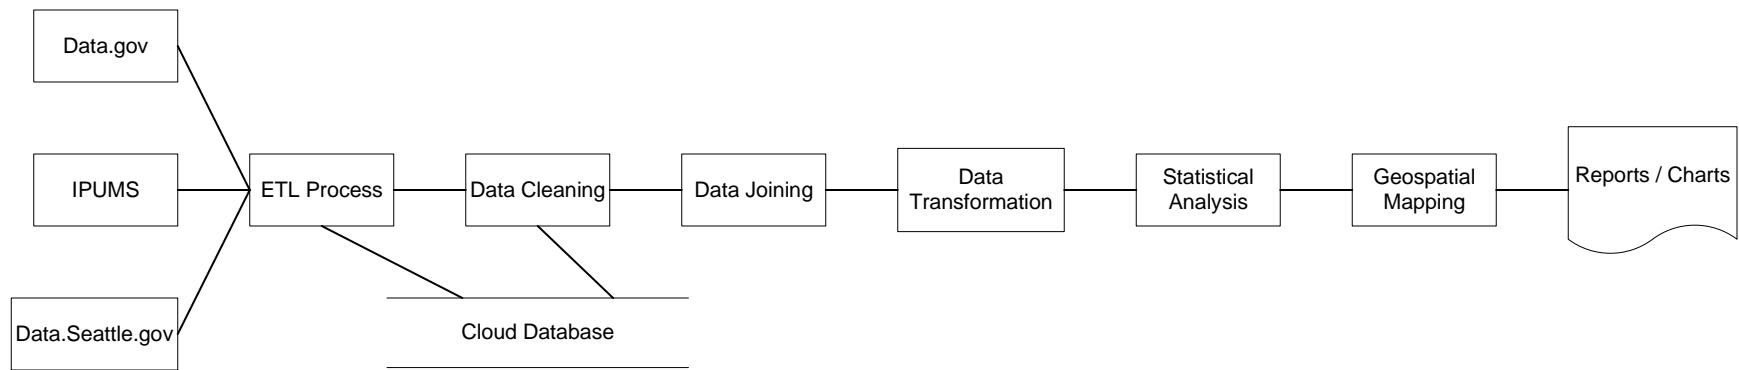 Data.gov
IPUMS
Data.Seattle.gov
ETL Process
Data Cleaning
Cloud Database
Data Joining
Data
Transformation
Statistical
Analysis
Geospatial
Mapping
Reports / Charts